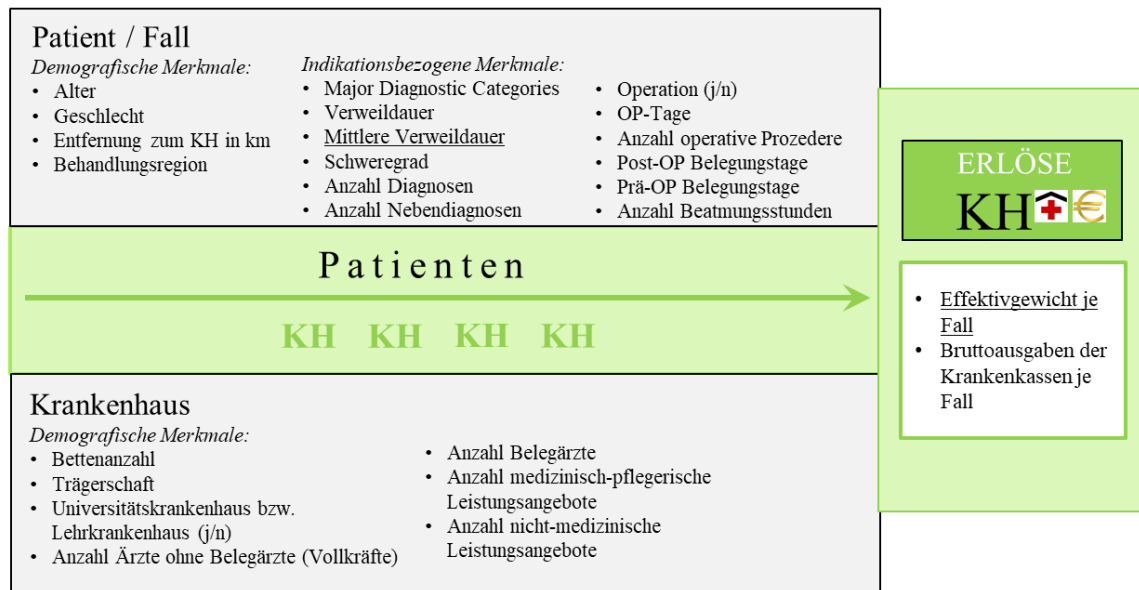 Patient / Fall
Demografische Merkmale:
• Alter
• Geschlecht
• Entfernung zum KH in km
• Behandlungsregion
Indikationsbezogene Merkmale:
• Major Diagnostic Categories
• Verweildauer
• Mittlere Verweildauer
• Schweregrad
• Anzahl Diagnosen
• Anzahl Nebendiagnosen
• Operation (j/n)
• OP-Tage
• Anzahl operative Prozedere
• Post-OP Belegungstage
• Prä-OP Belegungstage
• Anzahl Beatmungsstunden
Patienten
KH KH KH KH
Krankenhaus
Demografische Merkmale:
• Bettenanzahl
• Trägerschaft
• Universitätskrankenhaus bzw.
Lehrkrankenhaus (j/n)
• Anzahl Ärzte ohne Belegärzte (Vollkräfte)
• Anzahl Belegärzte
• Anzahl medizinisch-pflegerische
Leistungsangebote
• Anzahl nicht-medizinische
Leistungsangebote
ERLÖSE
KH €
• Effektivgewicht je
Fall
• Bruttoausgaben der
Krankenkassen je
Fall